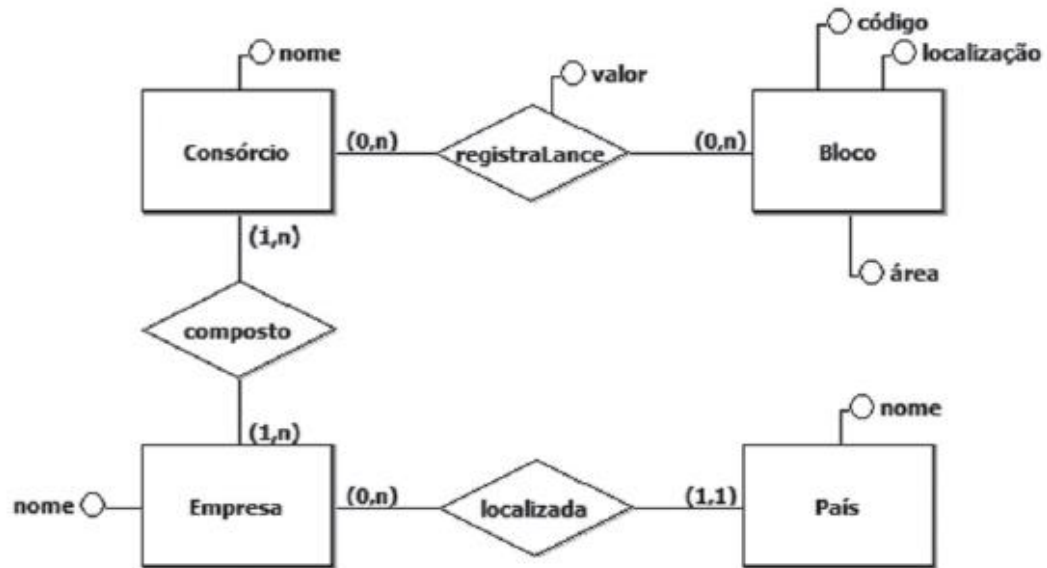 código
nome
localização
valor
Consórcio
(0,n)
registraLance
(0,n)
Bloco
(1,n)
área
composto
nome
(1,n)
nome
Empresa
(0,n)
localizada
(1,1)
País